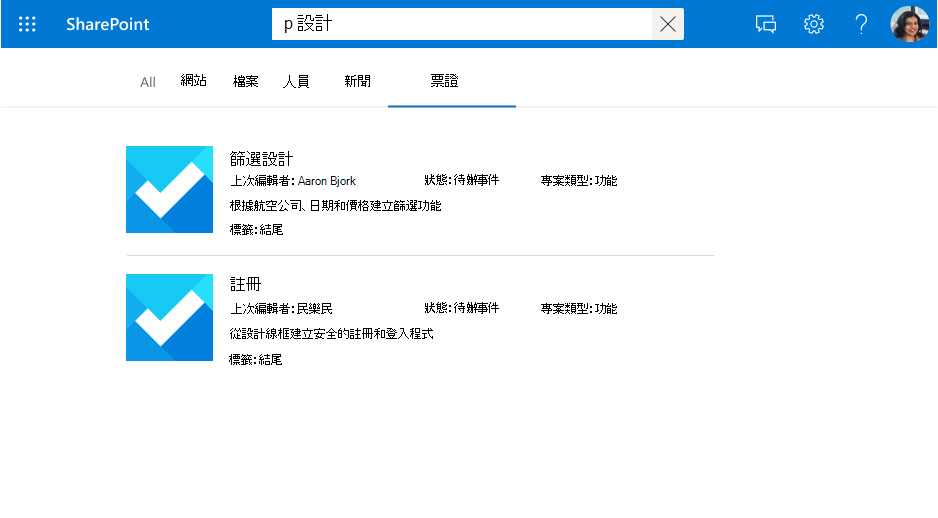 SharePoint
p 設計
All 網站 檔案 人員 新聞 票證
篩選設計
上次編輯者: Aaron Bjork 狀態:待辦事件 專案類型:功能
根據航空公司、日期和價格建立篩選功能
標籤:結尾
註冊
上次編輯者:民樂民 狀態:待辦事件 專案類型:功能
從設計線框建立安全的註冊和登入程式
標籤:結尾